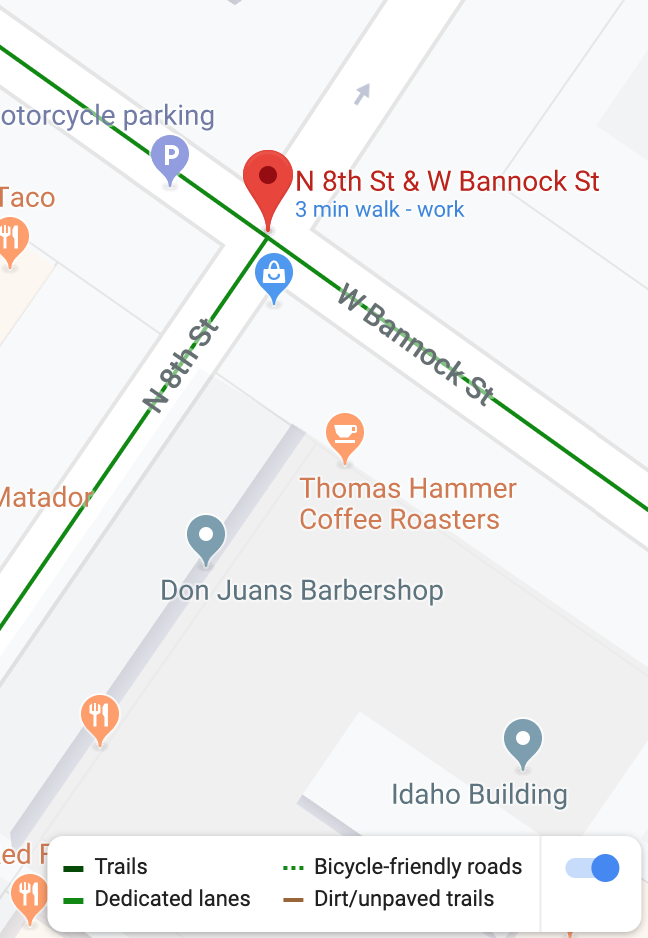 otorcycle parking
P
N 8th St & W Bannock St
3 min walk - work
Taco
W Bannock St
N 8th St
Matador
Thomas Hammer
Coffee Roasters
Don Juans Barbershop
Idaho Building
ed F
Trails
Bicycle-friendly roads
Dedicated lanes
Dirt/unpaved trails